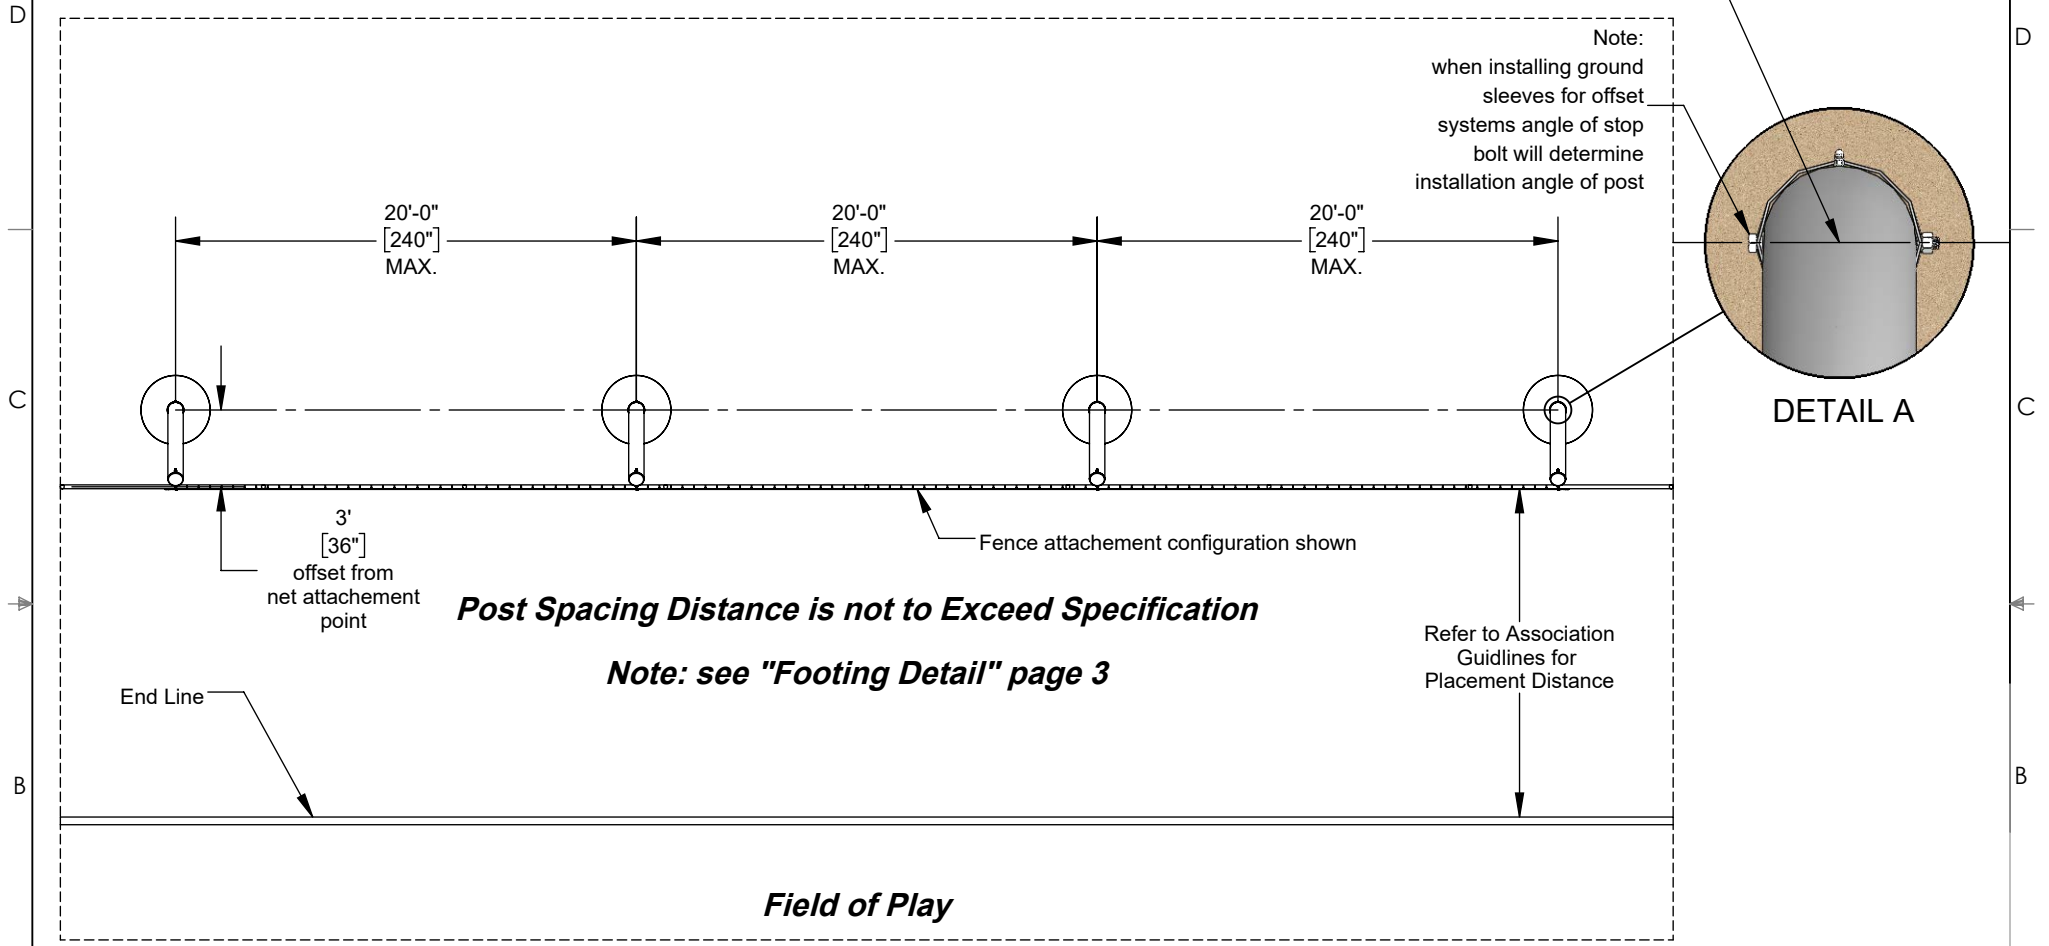 D
D
Note:
when installing ground
sleeves for offset
systems angle of stop
bolt will determine
installation angle of post
20'-0"
[240"]
MAX.
20'-0"
[240"]
MAX.
20'-0"
[240"]
MAX.
C
C
DETAIL A
3'
[36"]
offset from
net attachement
point
Fence attachement configuration shown
Post Spacing Distance is not to Exceed Specification
Note: see "Footing Detail" page 3
Refer to Association
Guidlines for
Placement Distance
End Line
B
B
Field of Play